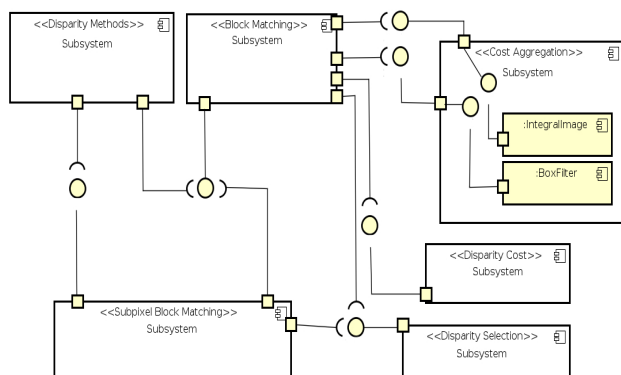 <<Disparity Methods>>
Subsystem
<<Block Matching>>
Subsystem
<<Cost Aggregation>>
Subsystem
:IntegralImage
:BoxFilter
<<Disparity Cost>>
Subsystem
<<Subpixel Block Matching>>
Subsystem
<<Disparity Selection>>
Subsystem